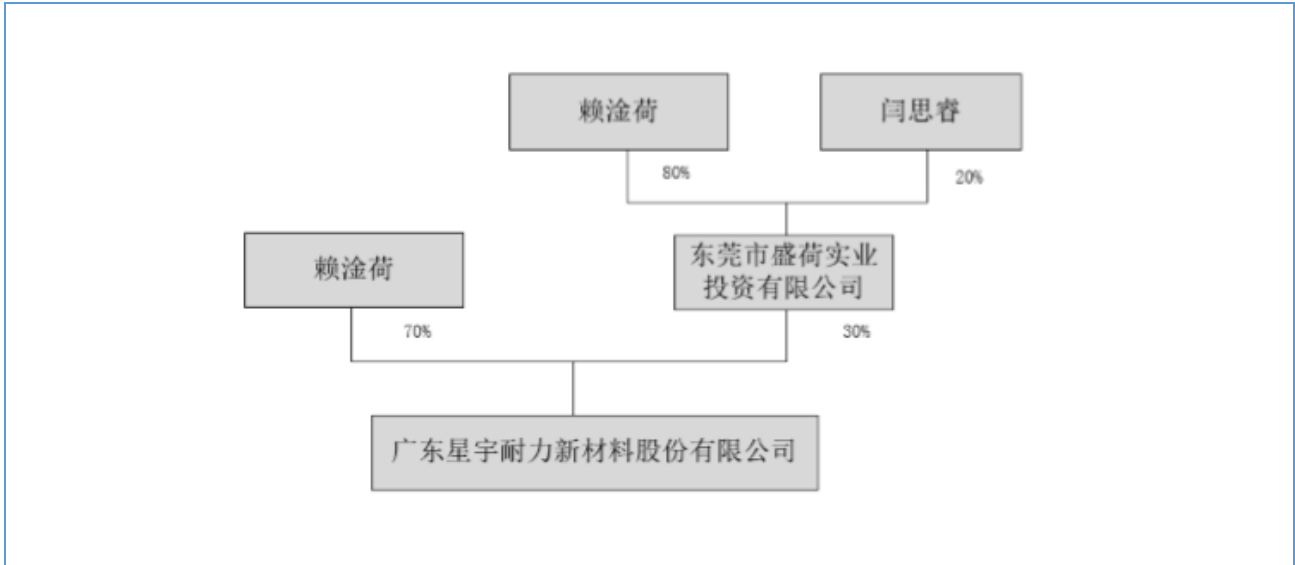 赖淦荷
闫思睿
80%
20%
东莞市盛荷实业
投资有限公司
赖淦荷
70%
30%
广东星宇耐力新材料股份有限公司